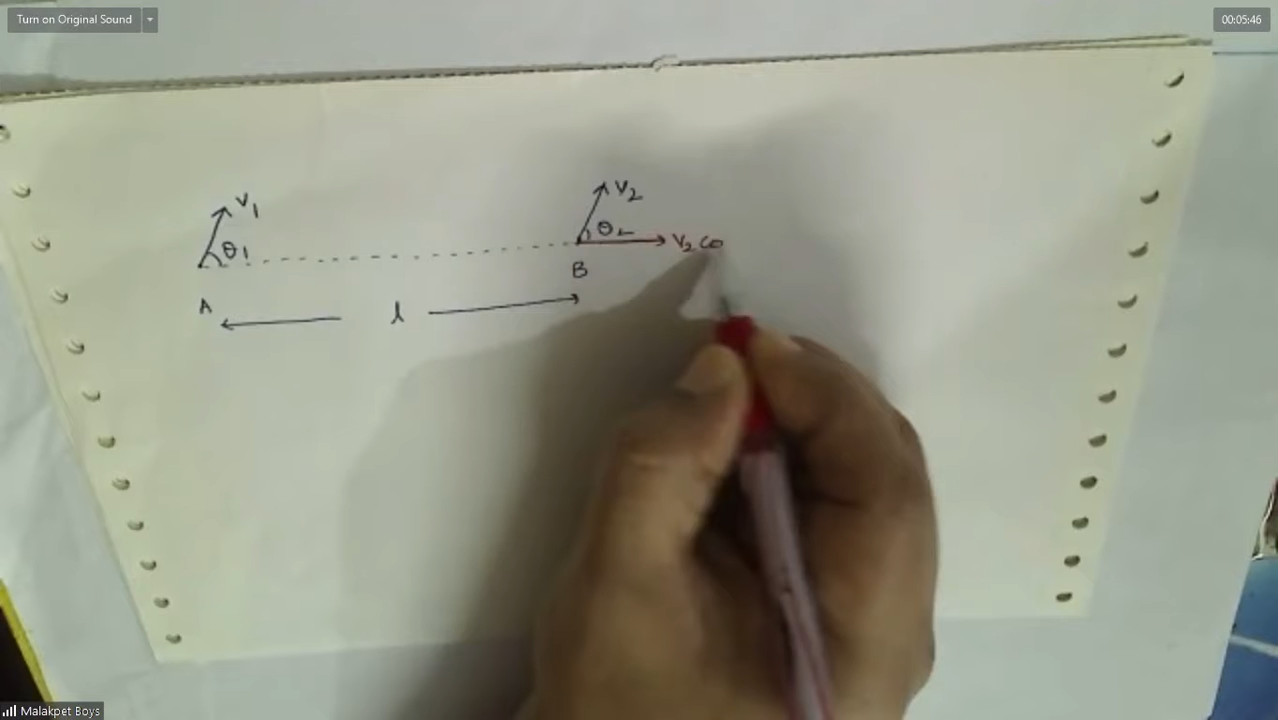 Turn on Original Sound
00:05:46
V1
V2
θ1
θ2
V2 Co
A
B
l
Malakpet Boys